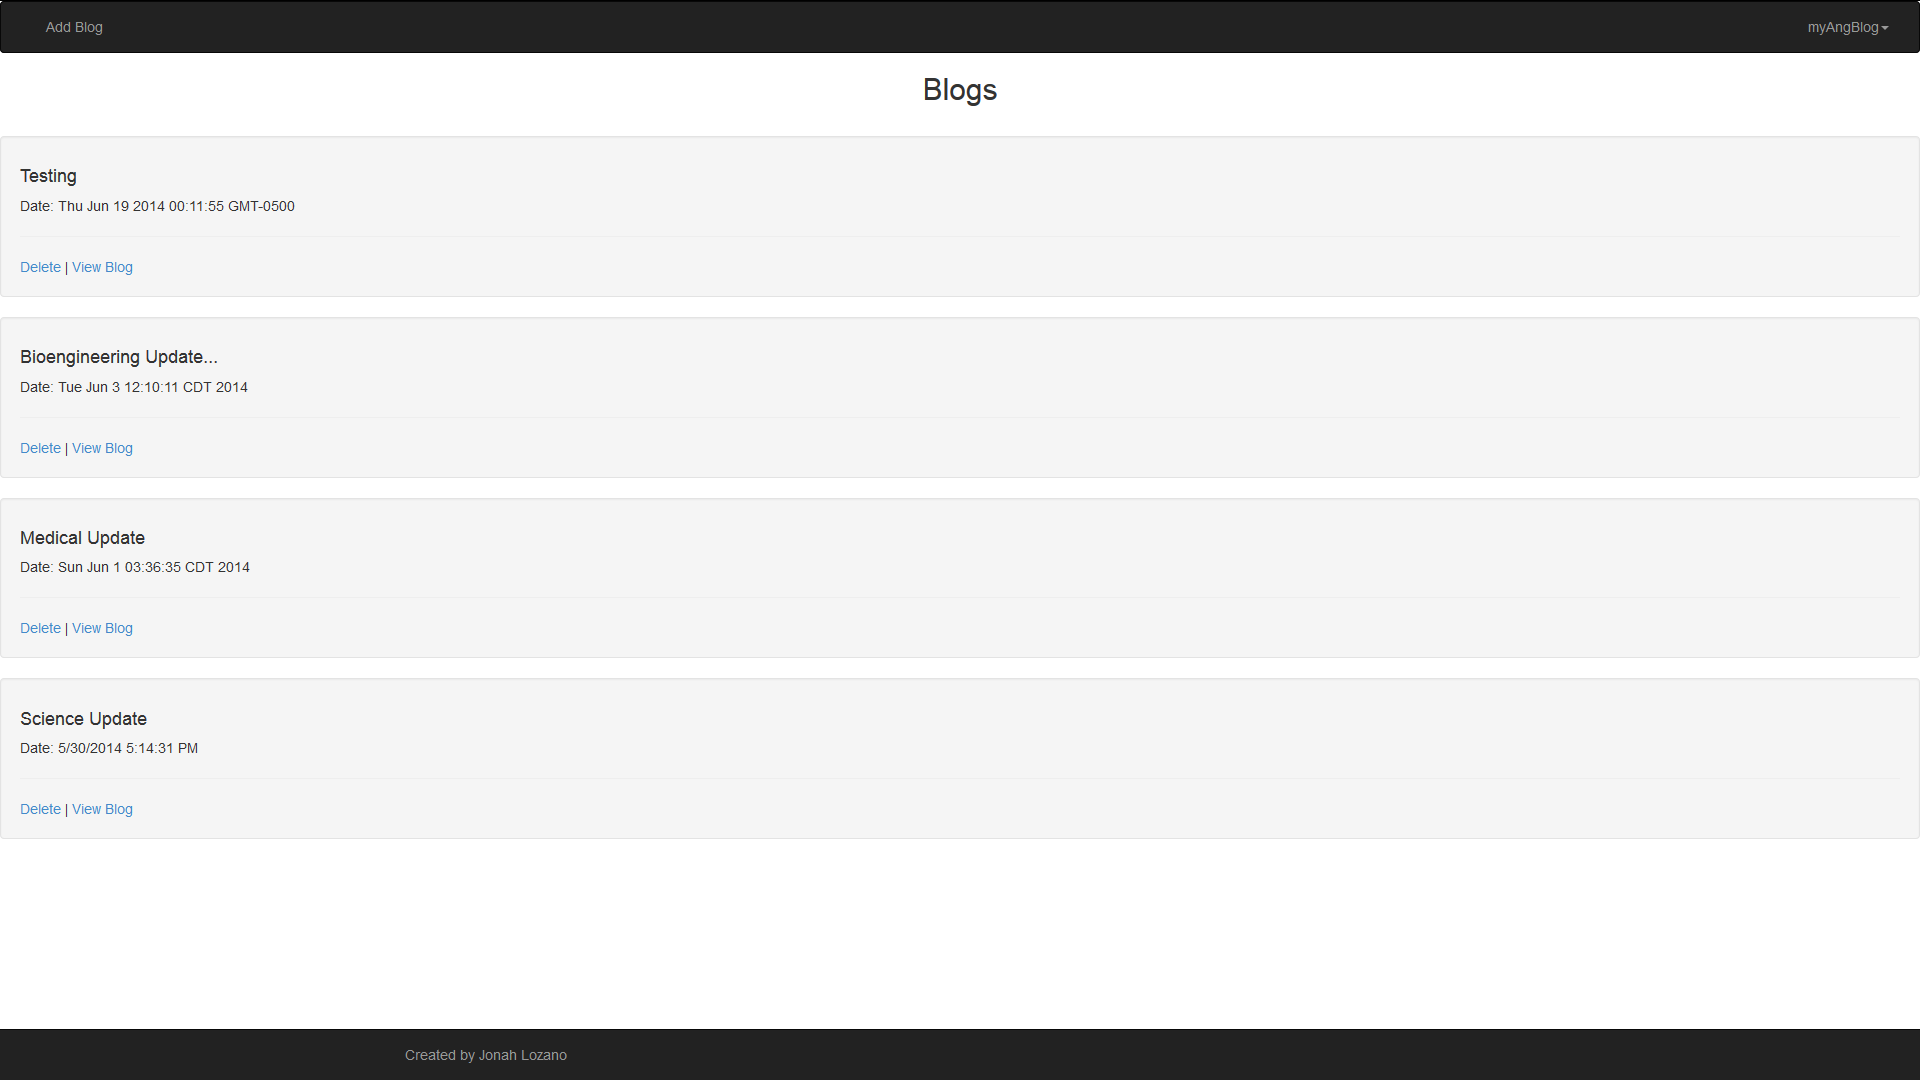 Add Blog
myAngBlog
Blogs
Testing
Date: Thu Jun 19 2014 00:11:55 GMT-0500
Delete | View Blog
Bioengineering Update...
Date: Tue Jun 3 12:10:11 CDT 2014
Delete | View Blog
Medical Update
Date: Sun Jun 1 03:36:35 CDT 2014
Delete | View Blog
Science Update
Date: 5/30/2014 5:14:31 PM
Delete | View Blog
Created by Jonah Lozano